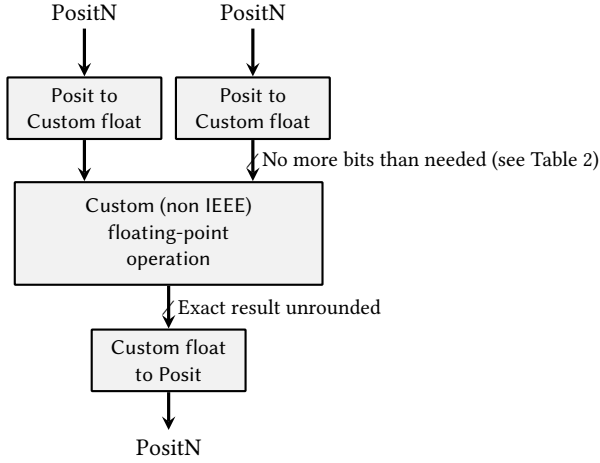 PositN PositN
Posit to Posit to
Custom float Custom float
No more bits than needed (see Table 2)
Custom (non IEEE)
floating-point
operation
Exact result unrounded
Custom float
to Posit
PositN